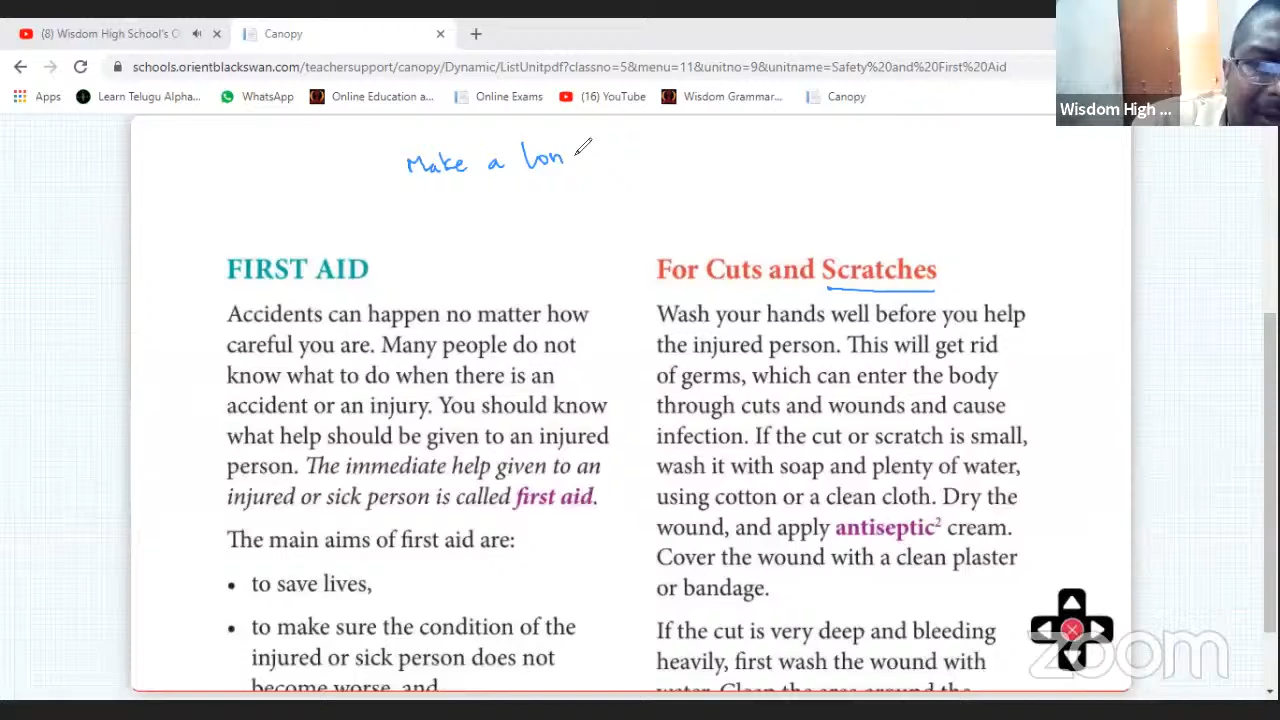 (8) Wisdom High School's O
Canopy
schools.orientblackswan.com/teachersupport/canopy/Dynamic/ListUnitpdf?classno=5&menu=11&unitno=9&unitname=Safety%20and%20First%20Aid
Apps
Learn Telugu Alpha...
WhatsApp
Online Education a...
Online Exams
(16) YouTube
Wisdom Grammar...
Canopy
Wisdom High ...
Make a lon
FIRST AID
Accidents can happen no matter how
careful you are. Many people do not
know what to do when there is an
accident or an injury. You should know
what help should be given to an injured
person. The immediate help given to an
injured or sick person is called first aid.
The main aims of first aid are:
• to save lives,
• to make sure the condition of the
injured or sick person does not
become worse, and
For Cuts and Scratches
Wash your hands well before you help
the injured person. This will get rid
of germs, which can enter the body
through cuts and wounds and cause
infection. If the cut or scratch is small,
wash it with soap and plenty of water,
using cotton or a clean cloth. Dry the
wound, and apply antiseptic² cream.
Cover the wound with a clean plaster
or bandage.
If the cut is very deep and bleeding
heavily, first wash the wound with
water. Clean the area around the
zoom